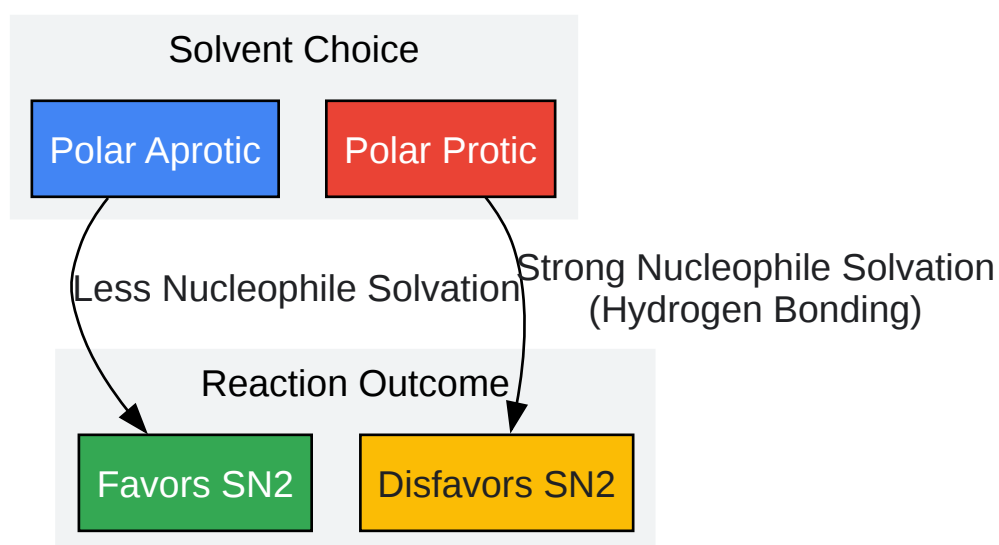 Solvent Choice
Polar Aprotic
Polar Protic
Less Nucleophile Solvation
Strong Nucleophile Solvation
(Hydrogen Bonding)
Reaction Outcome
Favors SN2
Disfavors SN2